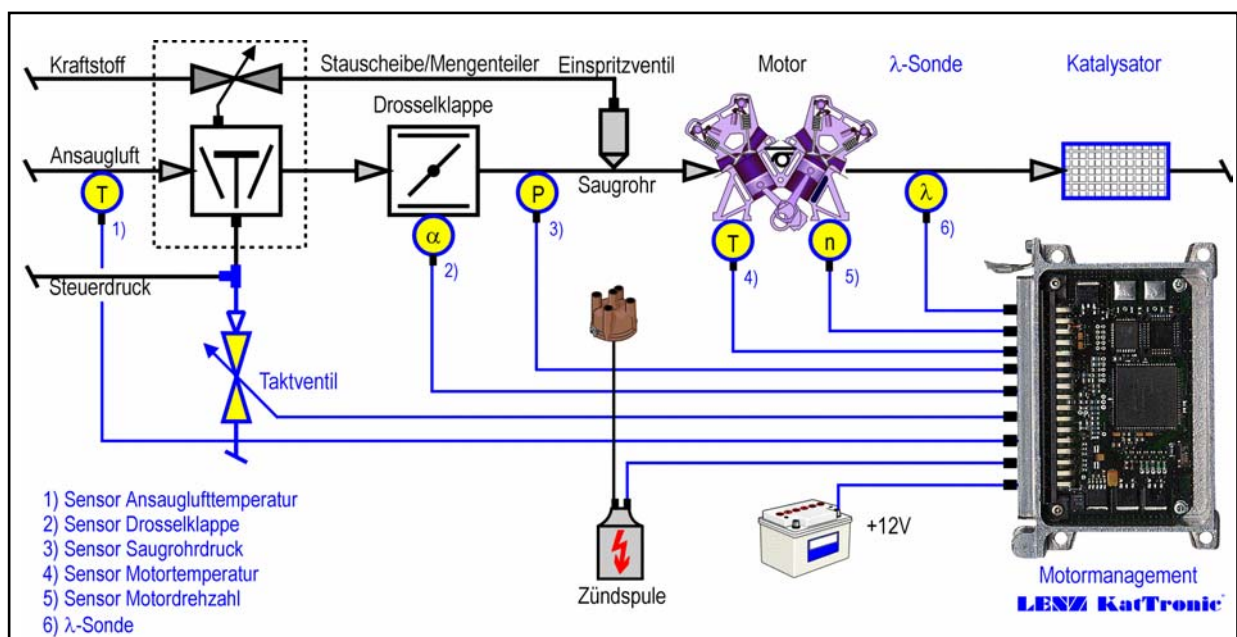 Kraftstoff
Stauscheibe/Mengenteiler
Einspritzventil
Motor
λ-Sonde
Katalysator
Drosselklappe
Ansaugluft
T
1)
α
2)
P
3)
Saugrohr
T
4)
n
5)
λ
6)
Steuerdruck
Taktventil
+12V
Zündspule
1) Sensor Ansauglufttemperatur
2) Sensor Drosselklappe
3) Sensor Saugrohrdruck
4) Sensor Motortemperatur
5) Sensor Motordrehzahl
6) λ-Sonde
Motormanagement
LENZ KatTronic